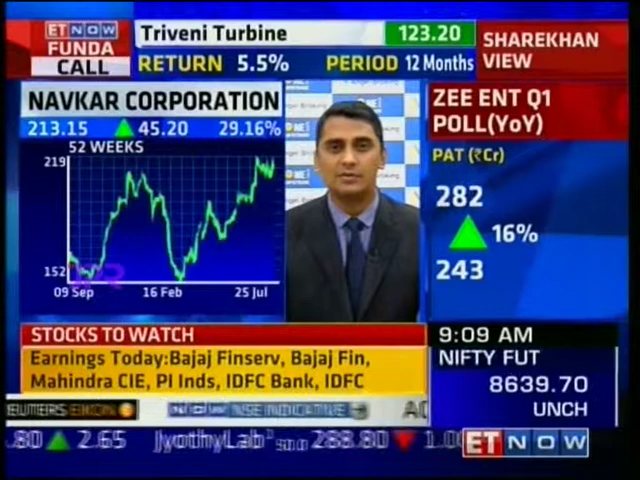 ET NOW
FUNDA
CALL
Triveni Turbine
123.20
RETURN 5.5%
PERIOD 12 Months
SHAREKHAN
VIEW
NAVKAR CORPORATION
213.15 45.20 29.16%
52 WEEKS
219
152
09 Sep 16 Feb 25 Jul
ZEE ENT Q1
POLL(YoY)
PAT (₹Cr)
282
16%
243
STOCKS TO WATCH
Earnings Today:Bajaj Finserv, Bajaj Fin,
Mahindra CIE, PI Inds, IDFC Bank, IDFC
9:09 AM
NIFTY FUT
8639.70
UNCH
NSE INDICATIVE
.80 2.65 JyothyLab 288.80 1.0
ET NOW